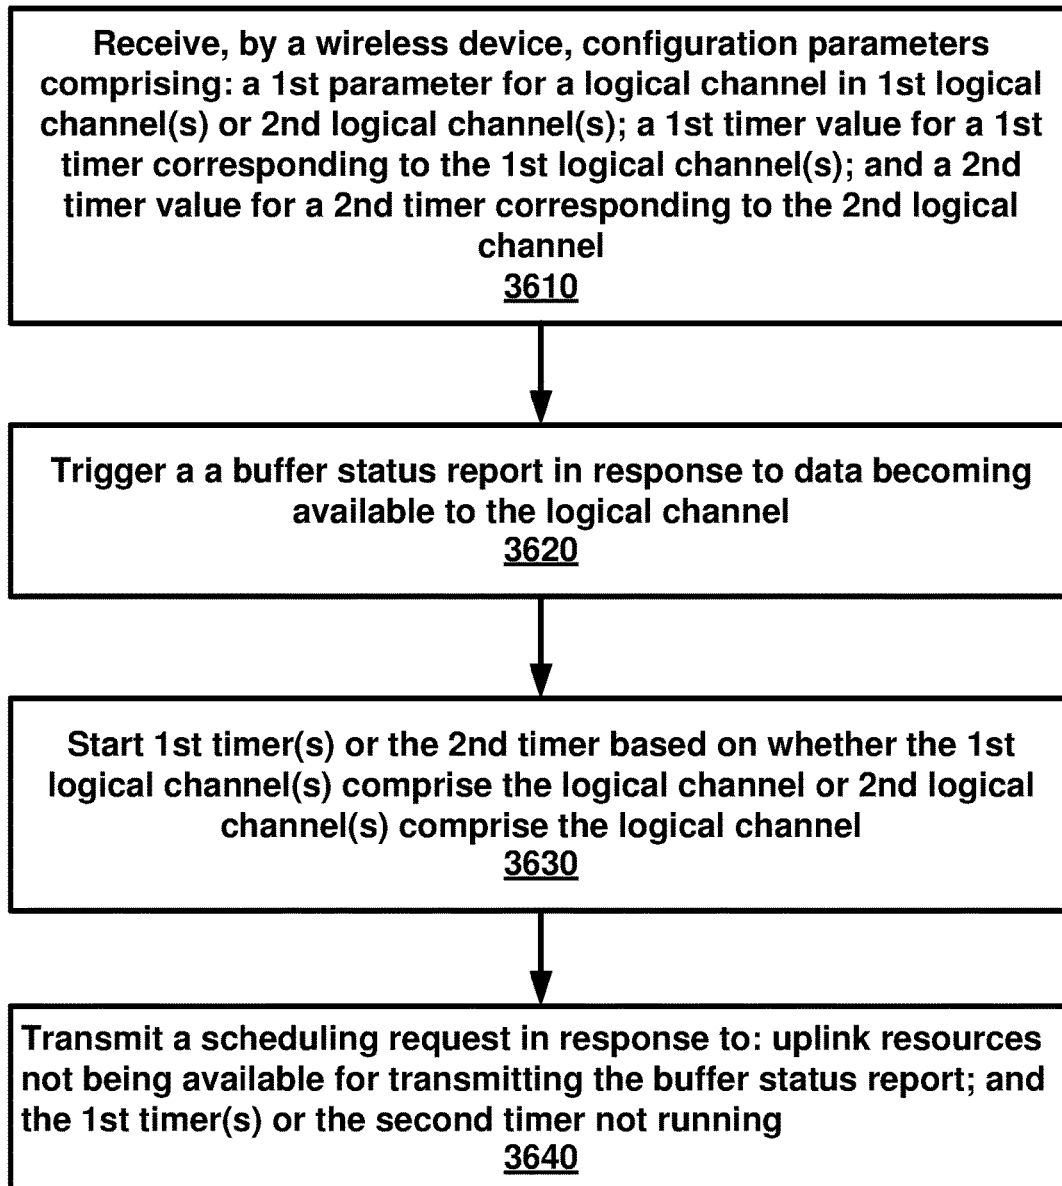 Receive, by a wireless device, configuration parameters
comprising: a 1st parameter for a logical channel in 1st logical
channel(s) or 2nd logical channel(s); a 1st timer value for a 1st
timer corresponding to the 1st logical channel(s); and a 2nd
timer value for a 2nd timer corresponding to the 2nd logical
channel
3610
Trigger a a buffer status report in response to data becoming
available to the logical channel
3620
Start 1st timer(s) or the 2nd timer based on whether the 1st
logical channel(s) comprise the logical channel or 2nd logical
channel(s) comprise the logical channel
3630
Transmit a scheduling request in response to: uplink resources
not being available for transmitting the buffer status report; and
the 1st timer(s) or the second timer not running
3640